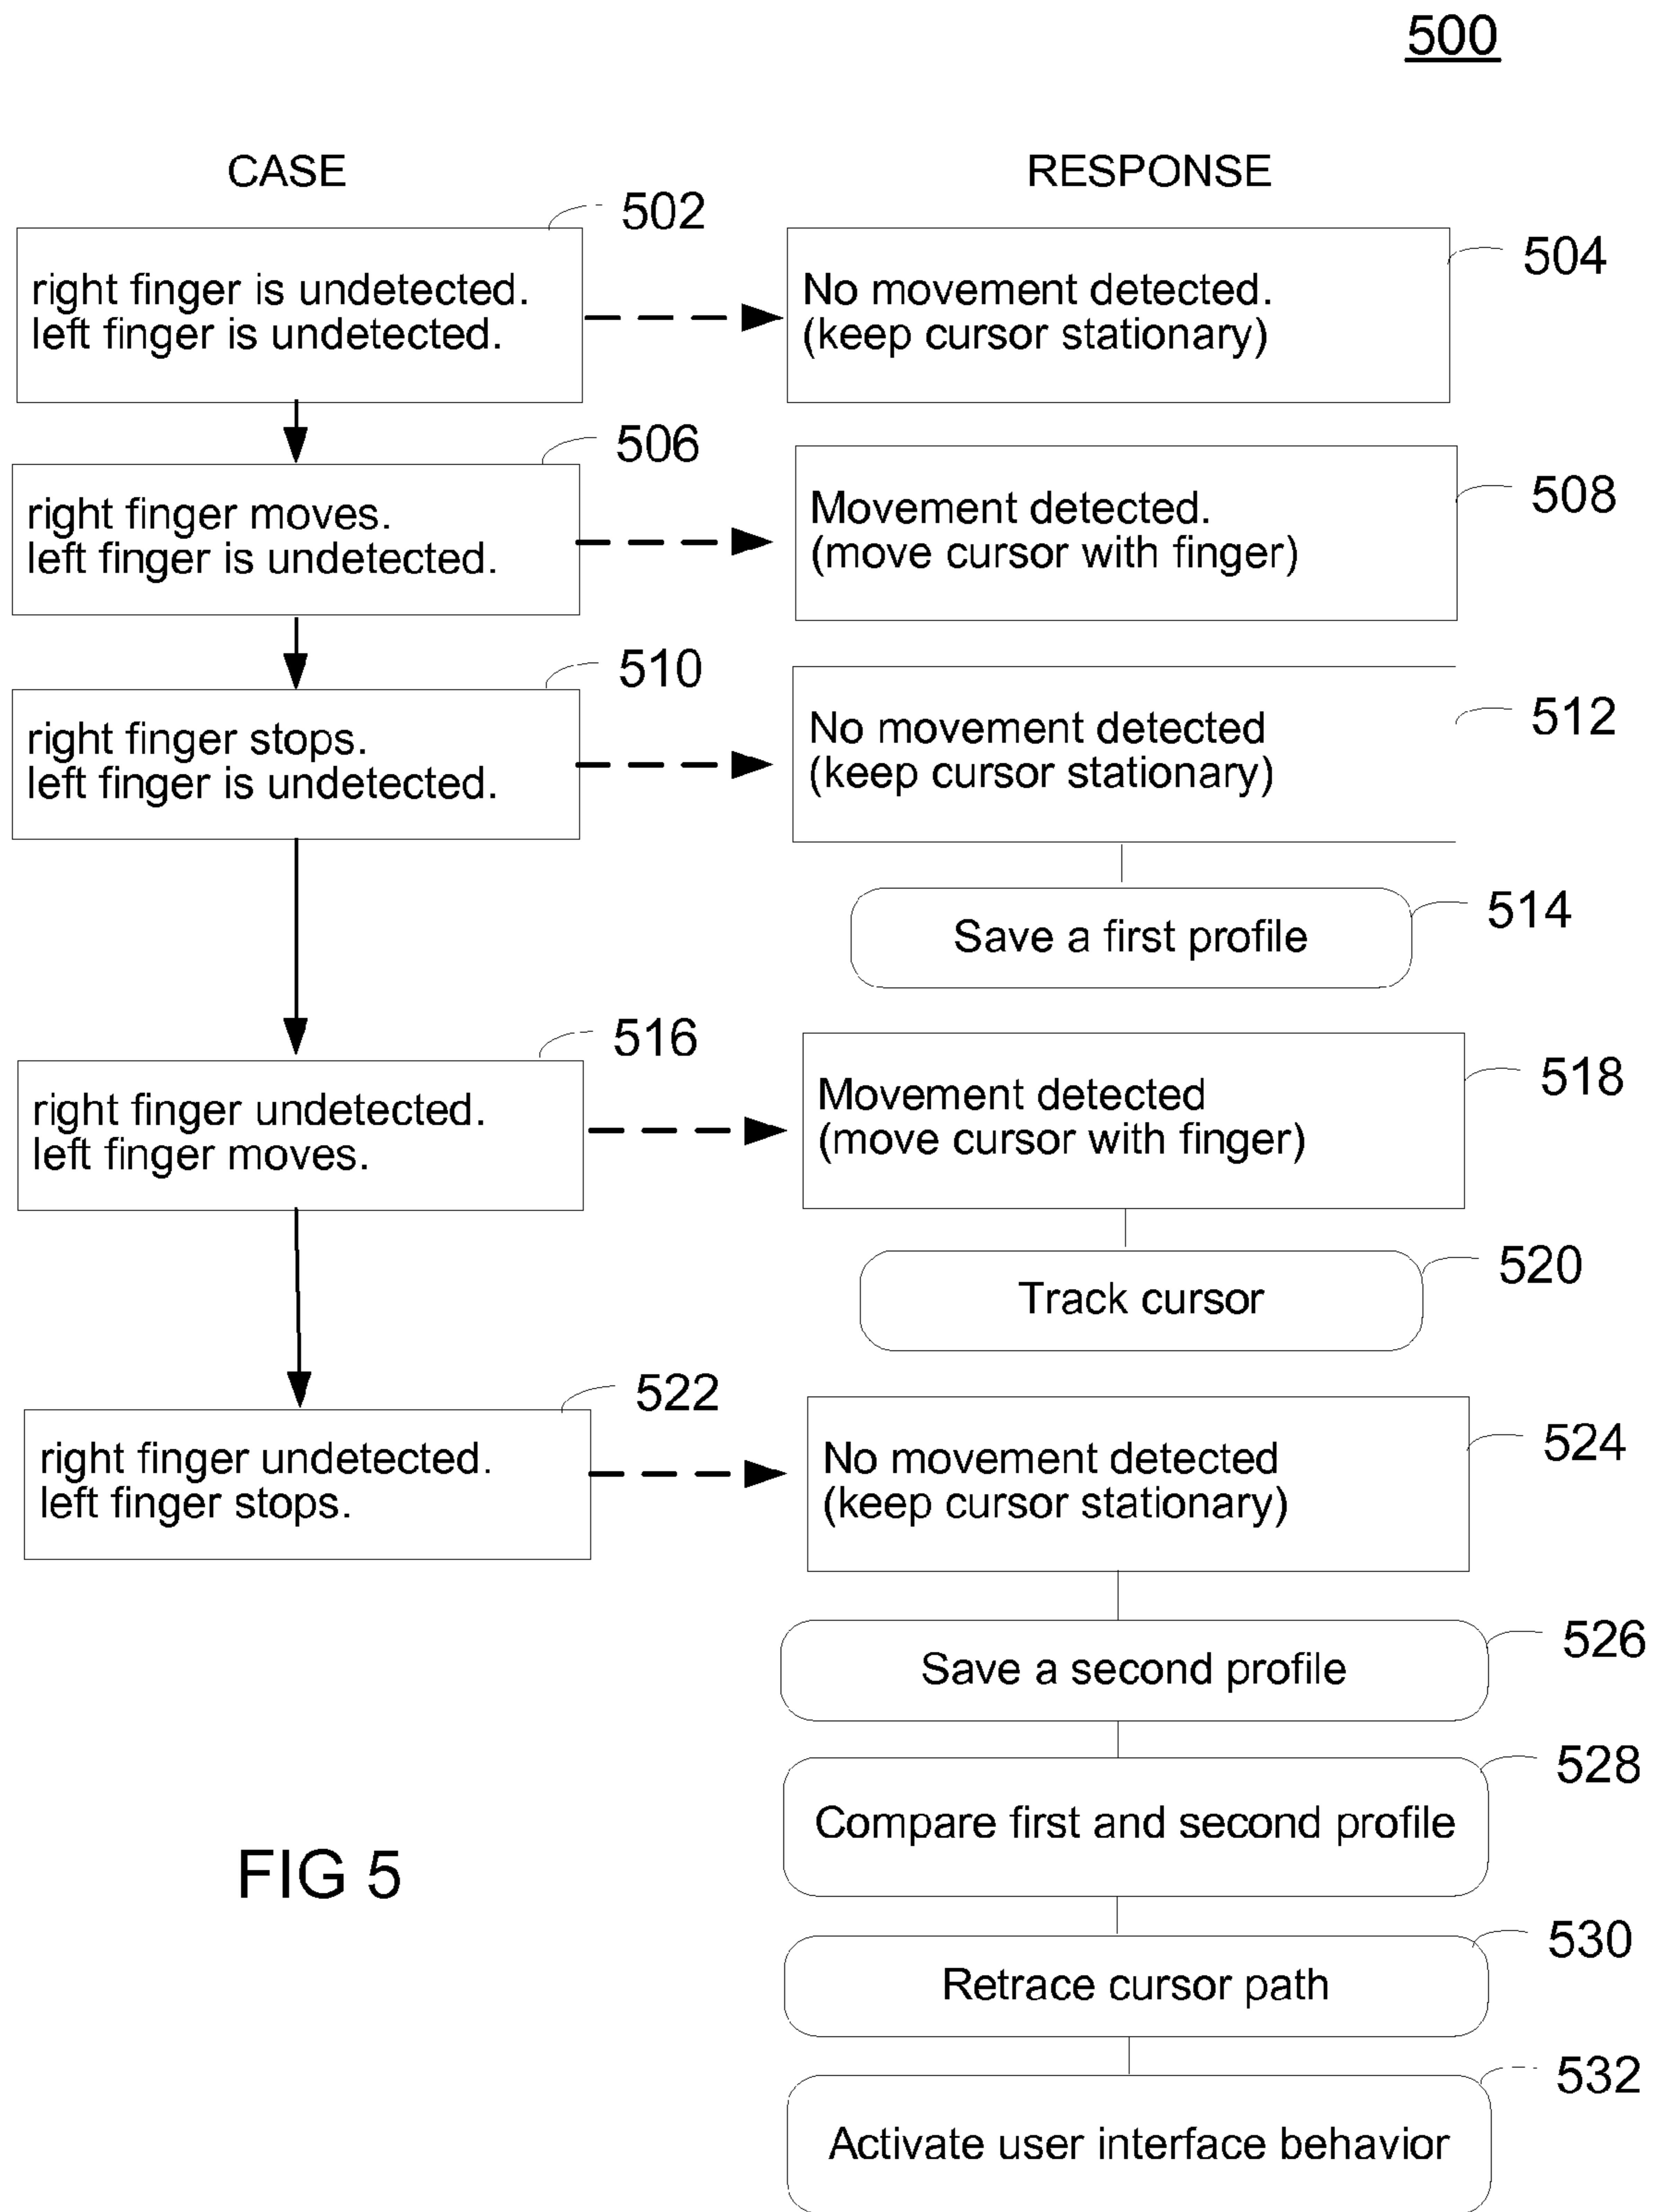 500
CASE
RESPONSE
502
right finger is undetected.
left finger is undetected.
504
No movement detected.
(keep cursor stationary)
506
right finger moves.
left finger is undetected.
508
Movement detected.
(move cursor with finger)
510
right finger stops.
left finger is undetected.
512
No movement detected
(keep cursor stationary)
514
Save a first profile
516
right finger undetected.
left finger moves.
518
Movement detected
(move cursor with finger)
520
Track cursor
522
right finger undetected.
left finger stops.
524
No movement detected
(keep cursor stationary)
526
Save a second profile
528
Compare first and second profile
530
Retrace cursor path
532
Activate user interface behavior
FIG 5